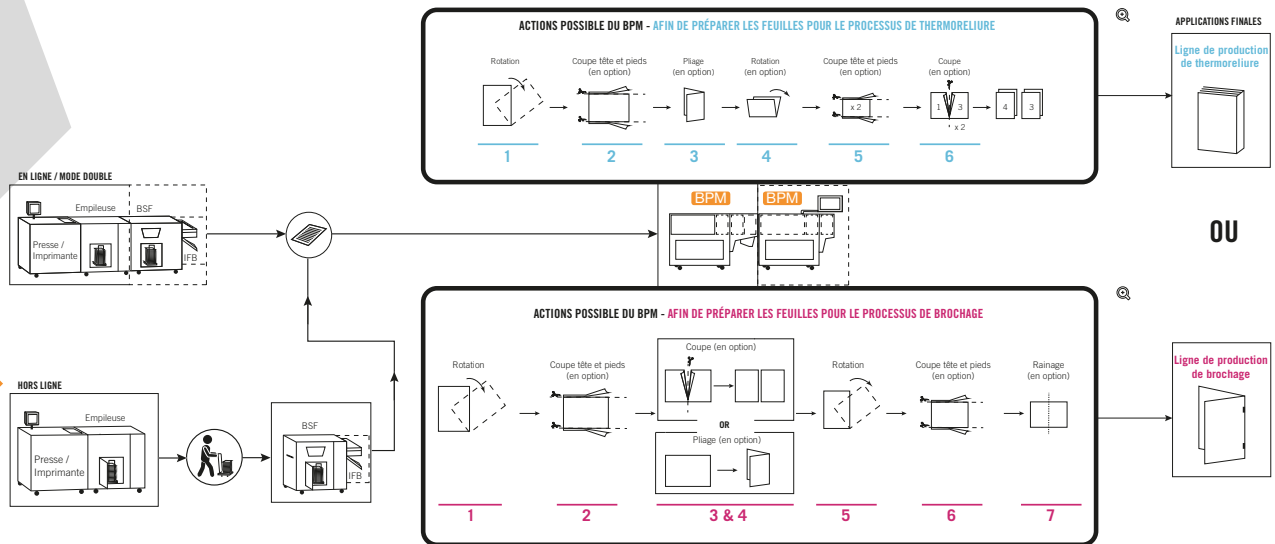 ACTIONS POSSIBLE DU BPM - AFIN DE PRÉPARER LES FEUILLES POUR LE PROCESSUS DE THERMORELIURE
Rotation
Coupe tête et pieds
(en option)
Pliage
(en option)
Rotation
(en option)
Coupe tête et pieds
(en option)
Coupe
(en option)
x 2
1 3
x 2
4 3
1 2 3 4 5 6
APPLICATIONS FINALES
Ligne de production
de thermoreliure
EN LIGNE / MODE DOUBLE
Empileuse
BSF
Presse /
Imprimante
IFB
BPM
BPM
OU
ACTIONS POSSIBLE DU BPM - AFIN DE PRÉPARER LES FEUILLES POUR LE PROCESSUS DE BROCHAGE
Rotation
Coupe tête et pieds
(en option)
Coupe (en option)
OR
Pliage (en option)
Rotation
Coupe tête et pieds
(en option)
Rainage
(en option)
1 2 3 & 4 5 6 7
Ligne de production
de brochage
HORS LIGNE
Empileuse
Presse /
Imprimante
BSF
IFB